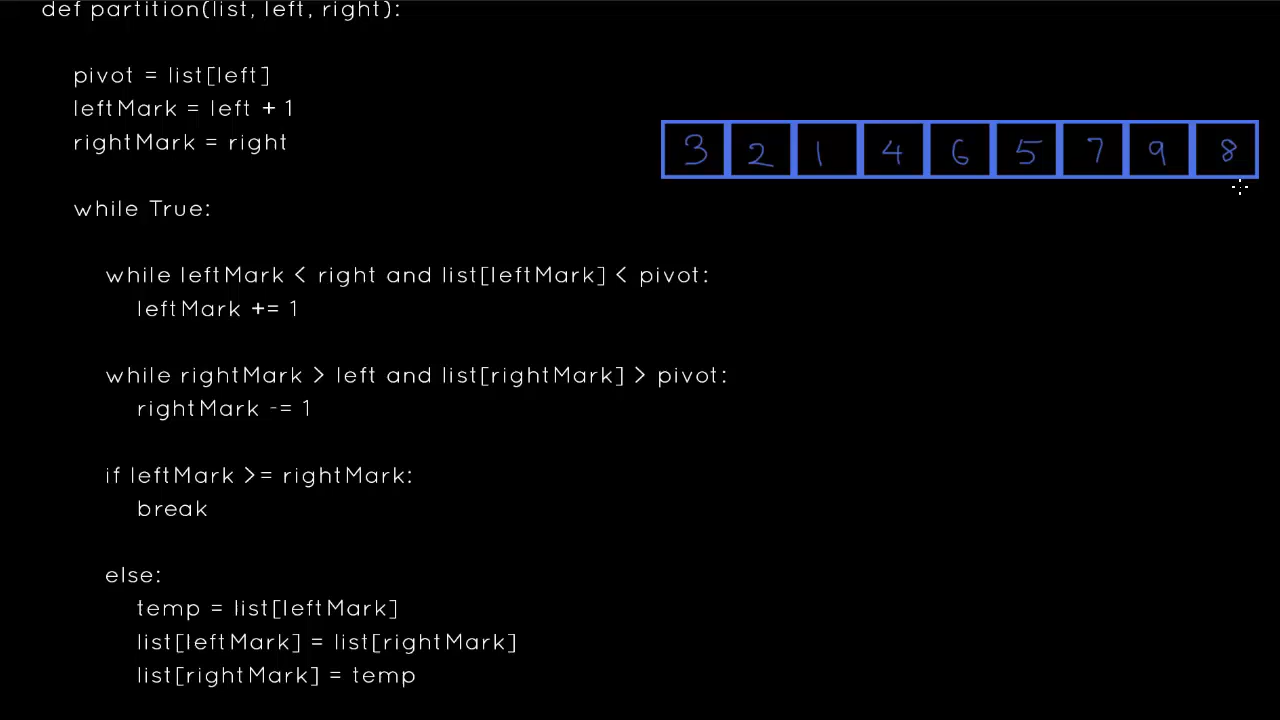 def partition(list, left, right):
pivot = list[left]
leftMark = left + 1
rightMark = right
3 2 1 4 6 5 7 9 8
while True:
while leftMark < right and list[leftMark] < pivot:
leftMark += 1
while rightMark > left and list[rightMark] > pivot:
rightMark -= 1
if leftMark >= rightMark:
break
else:
temp = list[leftMark]
list[leftMark] = list[rightMark]
list[rightMark] = temp